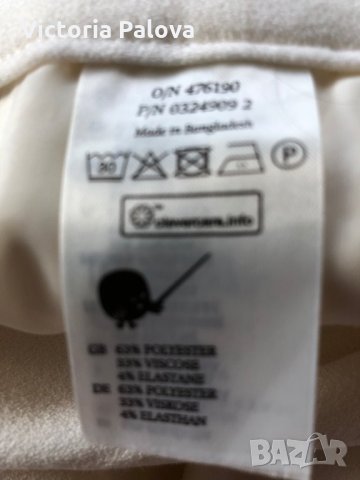 Victoria Palova
O/N 476190
P/N 0324909 2
Made in Bangladesh
30
P
clevercare.info
GB 63% POLYESTER
33% VISCOSE
4% ELASTANE
DE 63% POLYESTER
33% VISKOSE
4% ELASTHAN
BAZAR
bg